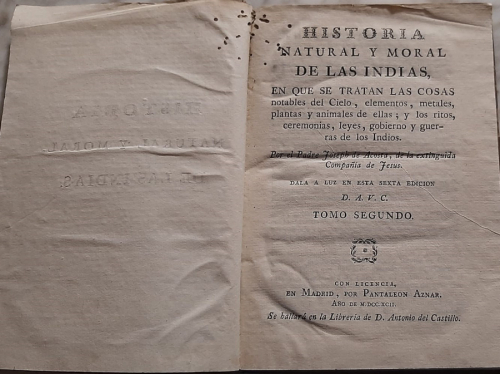 HISTORIA
NATURAL Y MORAL
DE LAS INDIAS,
EN QUE SE TRATAN LAS COSAS
notables del Cielo, elementos, metales,
plantas y animales de ellas; y los ritos,
ceremonias, leyes, gobierno y guer-
ras de los Indios.
Por el Padre Joseph de Acosta, de la extinguida
Compañia de Jesus.
DALA A LUZ EN ESTA SEXTA EDICION
D. A. V. C.
TOMO SEGUNDO.
CON LICENCIA,
EN MADRID, POR PANTALEON AZNAR,
AÑO DE M.DCC.XCII.
Se hallará en la Librería de D. Antonio del Castillo.